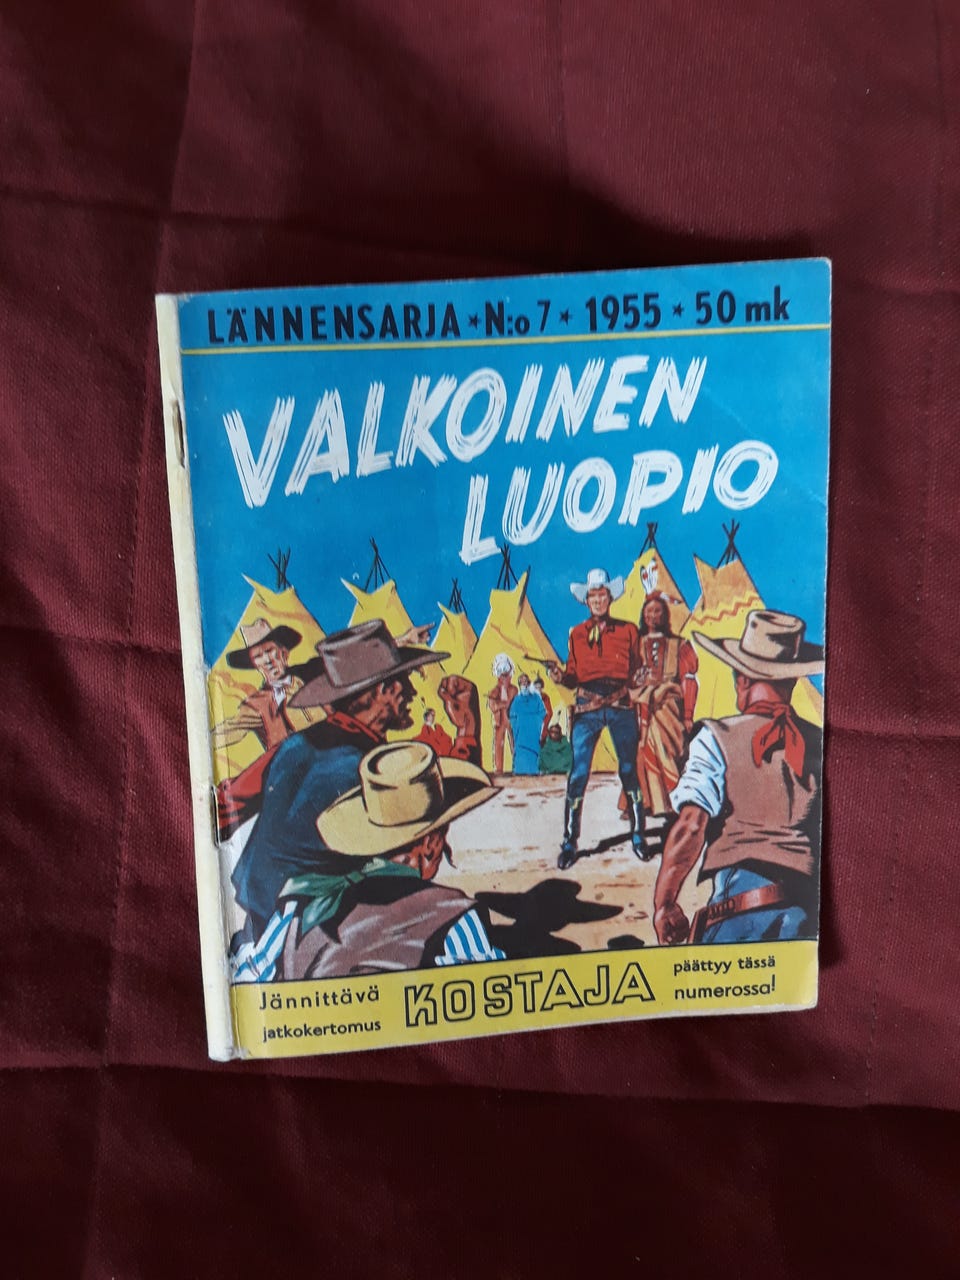 LÄNNENSARJA * N:o 7 * 1955 * 50 mk
VALKOINEN
LUOPIO
Jännittävä
jatkokertomus
KOSTAJA
päättyy tässä
numerossa!